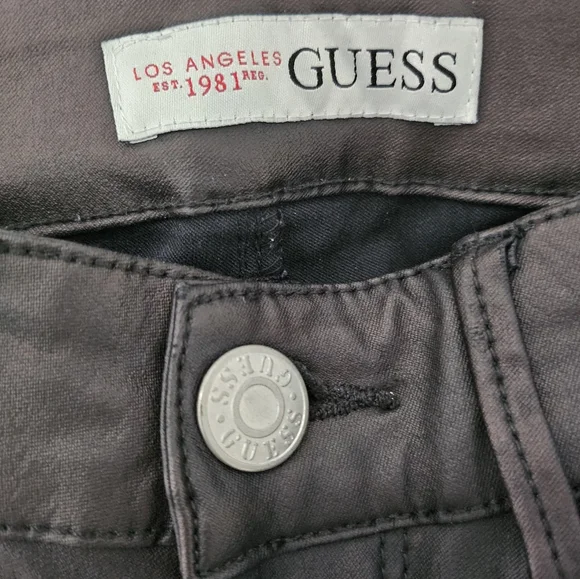 LOS ANGELES
EST. 1981 REG.
GUESS
GUESS · GUESS ·